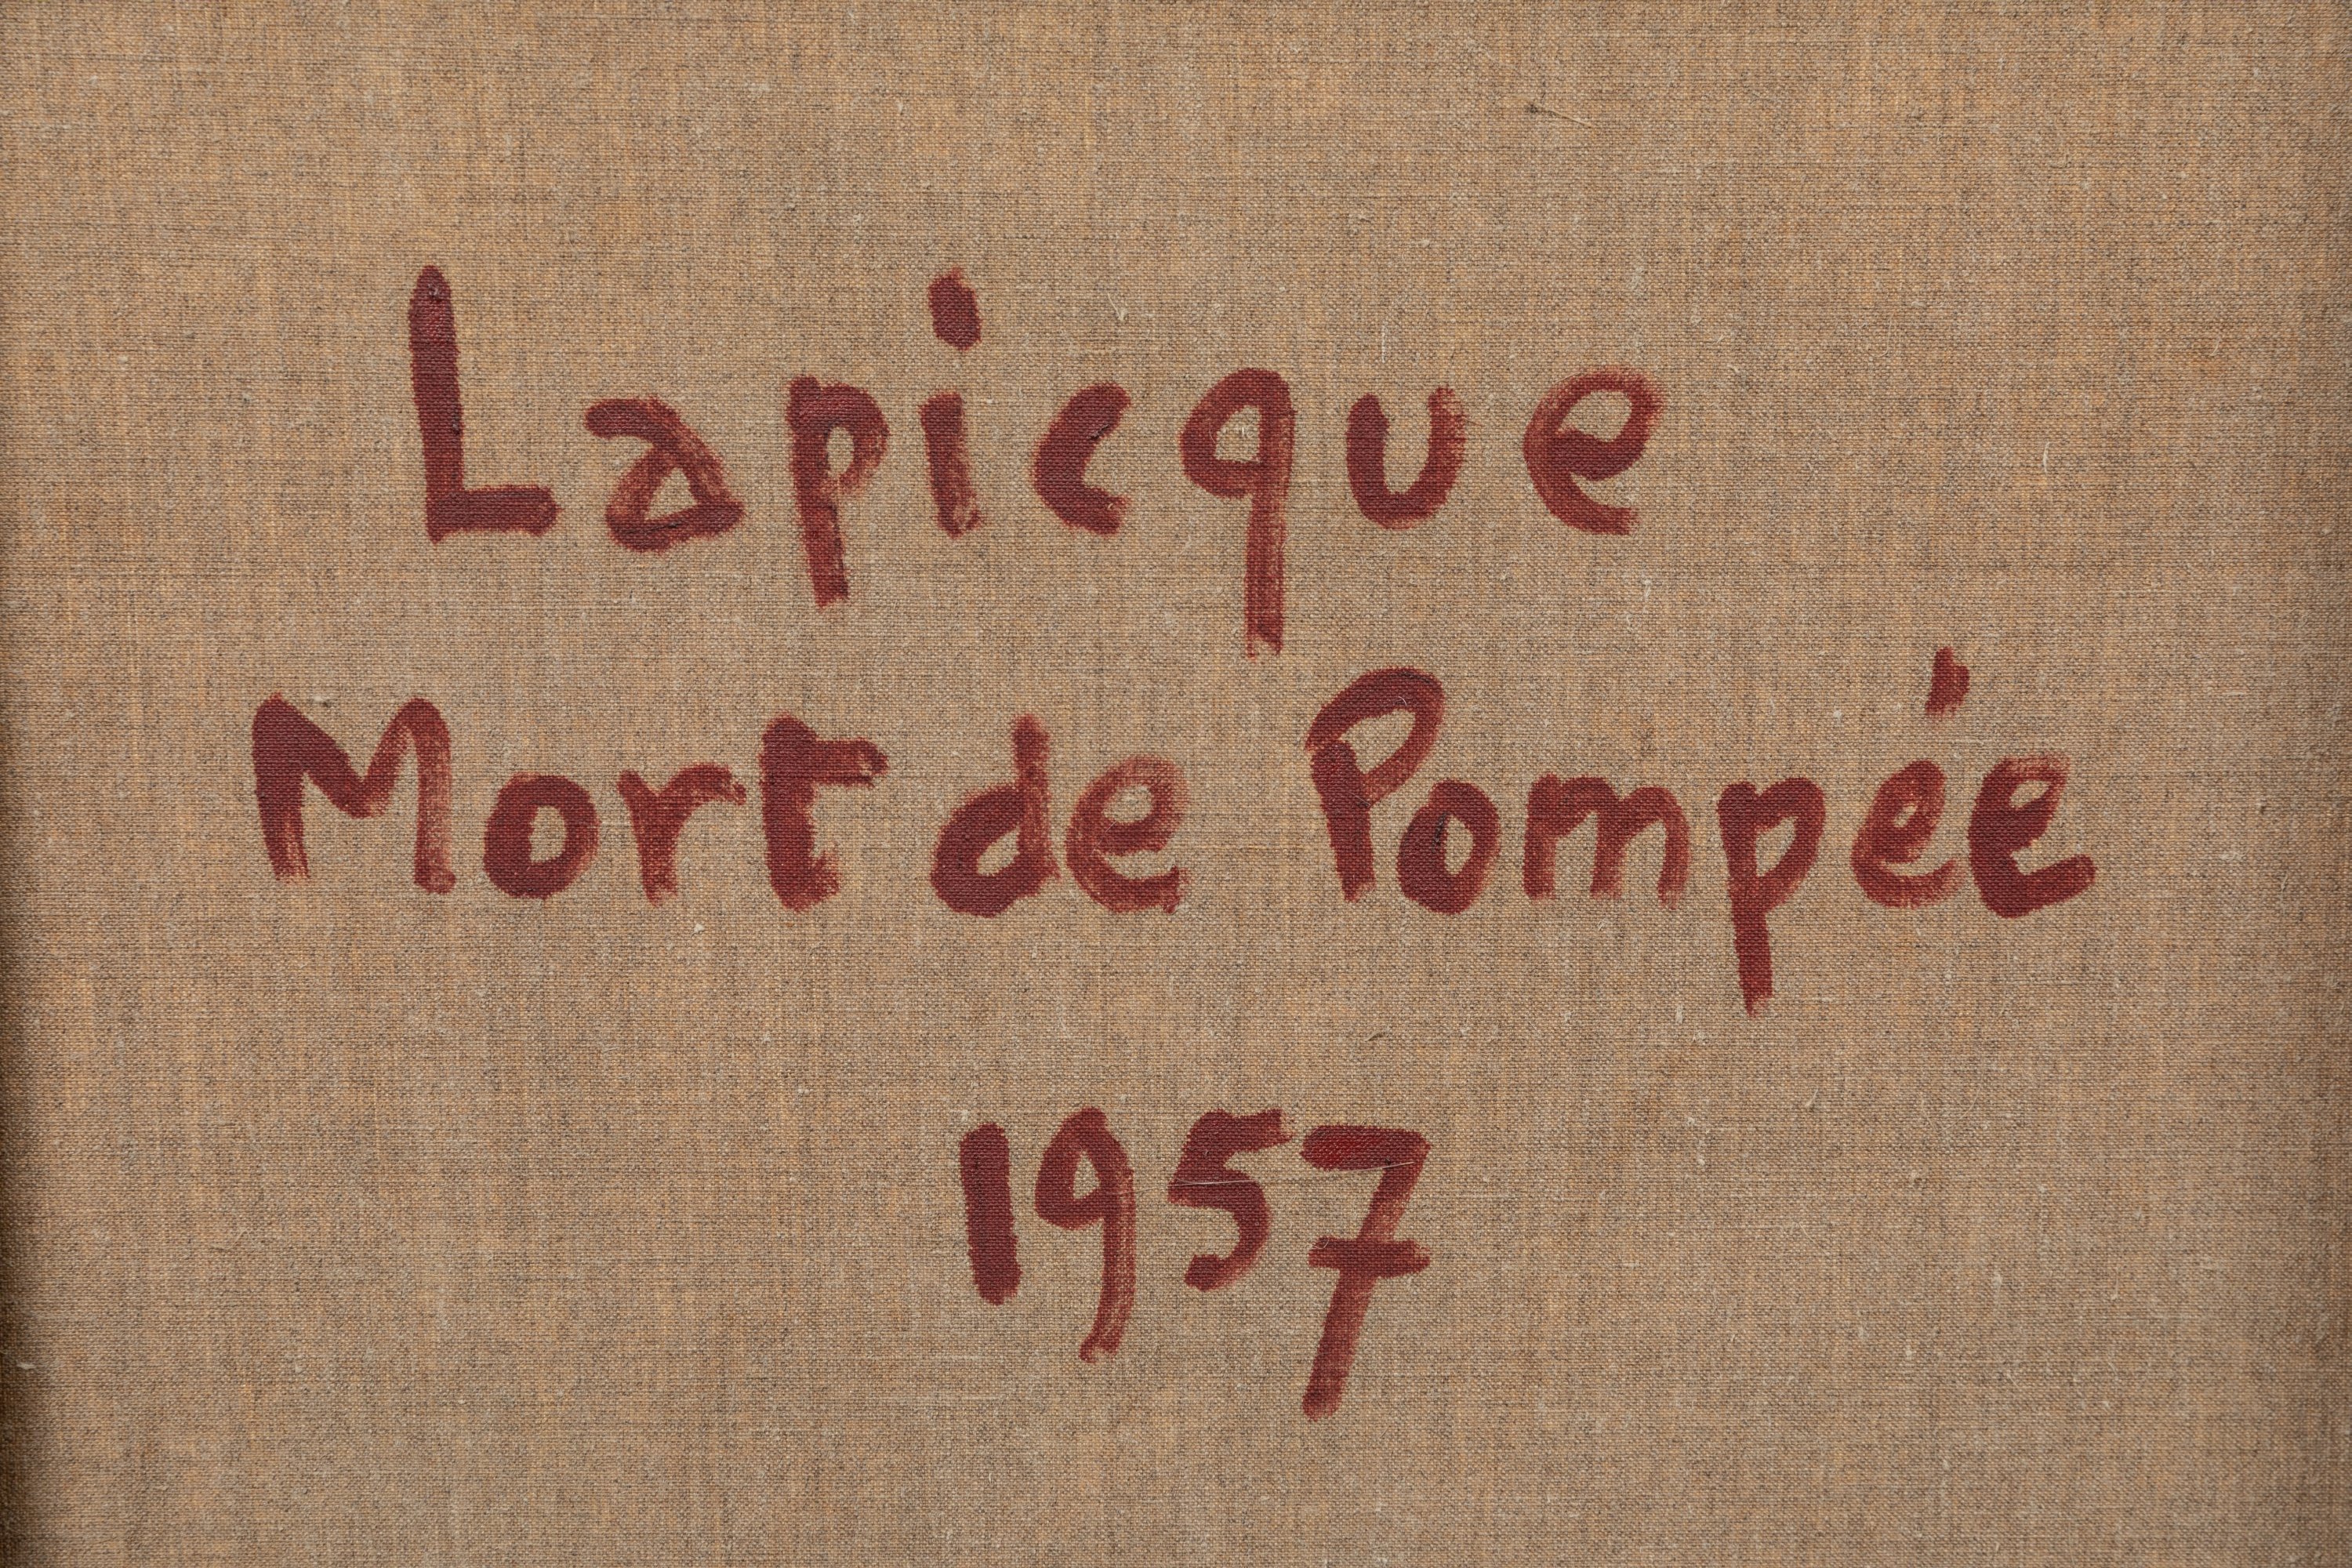 Lapicque
Mort de Pompée
1957